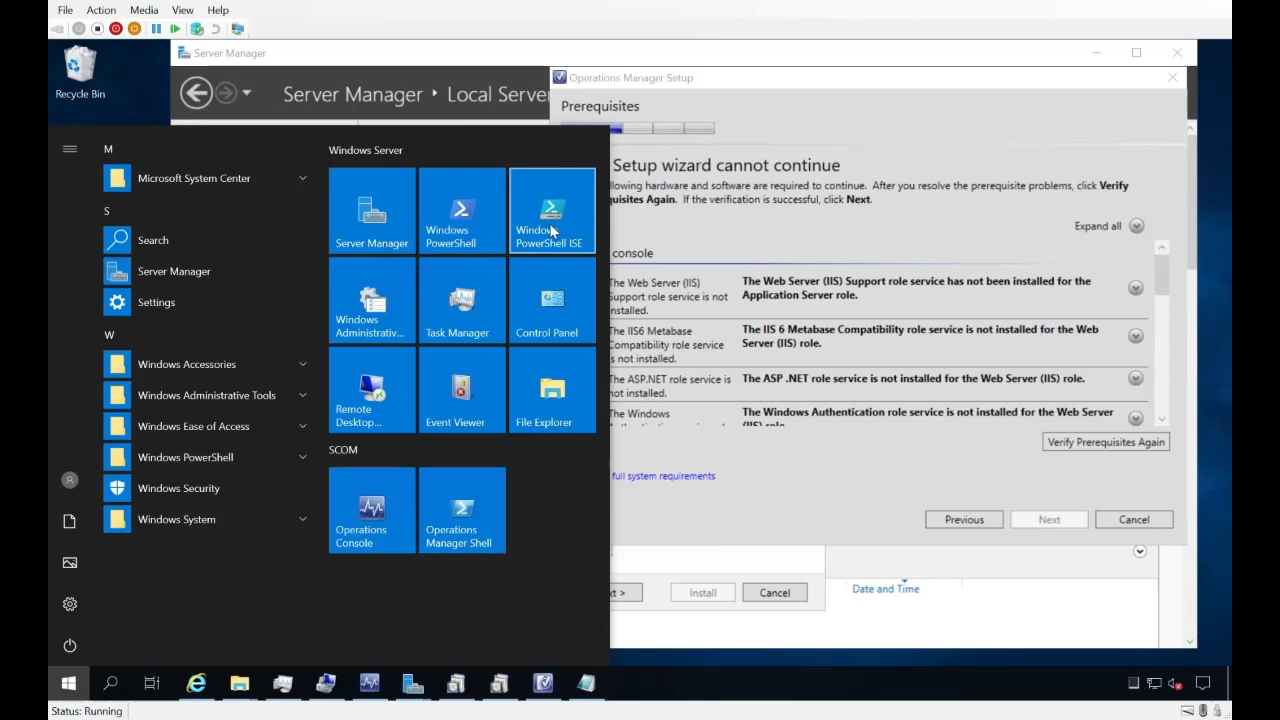 File Action Media View Help
Recycle Bin
Server Manager
Server Manager • Local Serve
Operations Manager Setup
Prerequisites
Setup wizard cannot continue
lowing hardware and software are required to continue. After you resolve the prerequisite problems, click Verify
quisites Again. If the verification is successful, click Next.
Expand all
console
The Web Server (IIS)
Support role service is not
installed.
The Web Server (IIS) Support role service has not been installed for the
Application Server role.
The IIS6 Metabase
Compatibility role service
is not installed.
The IIS 6 Metabase Compatibility role service is not installed for the Web
Server (IIS) role.
The ASP.NET role service is
not installed.
The ASP .NET role service is not installed for the Web Server (IIS) role.
The Windows
The Windows Authentication role service is not installed for the Web Server
(IIS) role.
Verify Prerequisites Again
full system requirements
Previous
Next
Cancel
xt >
Install
Cancel
Date and Time
M
Microsoft System Center
S
Search
Server Manager
Settings
W
Windows Accessories
Windows Administrative Tools
Windows Ease of Access
Windows PowerShell
Windows Security
Windows System
Windows Server
Server Manager
Windows
PowerShell
Windows
PowerShell ISE
Windows
Administrativ...
Task Manager
Control Panel
Remote
Desktop...
Event Viewer
File Explorer
SCOM
Operations
Console
Operations
Manager Shell
Status: Running